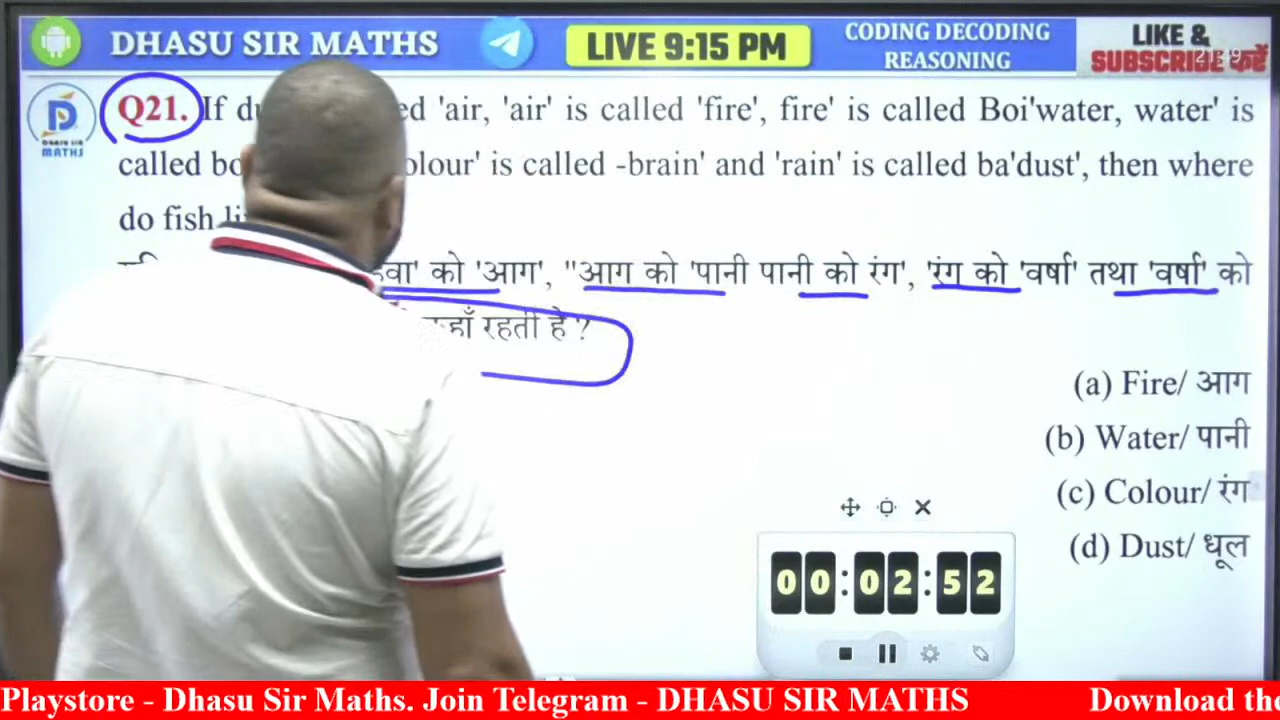 DHASU SIR MATHS
LIVE 9:15 PM
CODING DECODING
REASONING
LIKE &
SUBSCRIBE करें
DHASU SIR
MATHS
Q21. If 'air, 'air' is called 'fire', fire' is called Boi'water, water' is
called is called -brain' and 'rain' is called ba'dust', then where
do fish
को 'आग', "आग को 'पानी पानी को रंग', 'रंग को 'वर्षा' तथा 'वर्षा' को
रहती है ?
(a) Fire/ आग
(b) Water/ पानी
(c) Colour/ रंग
(d) Dust/ धूल
00:02:52
Playstore - Dhasu Sir Maths. Join Telegram - DHASU SIR MATHS
Download the